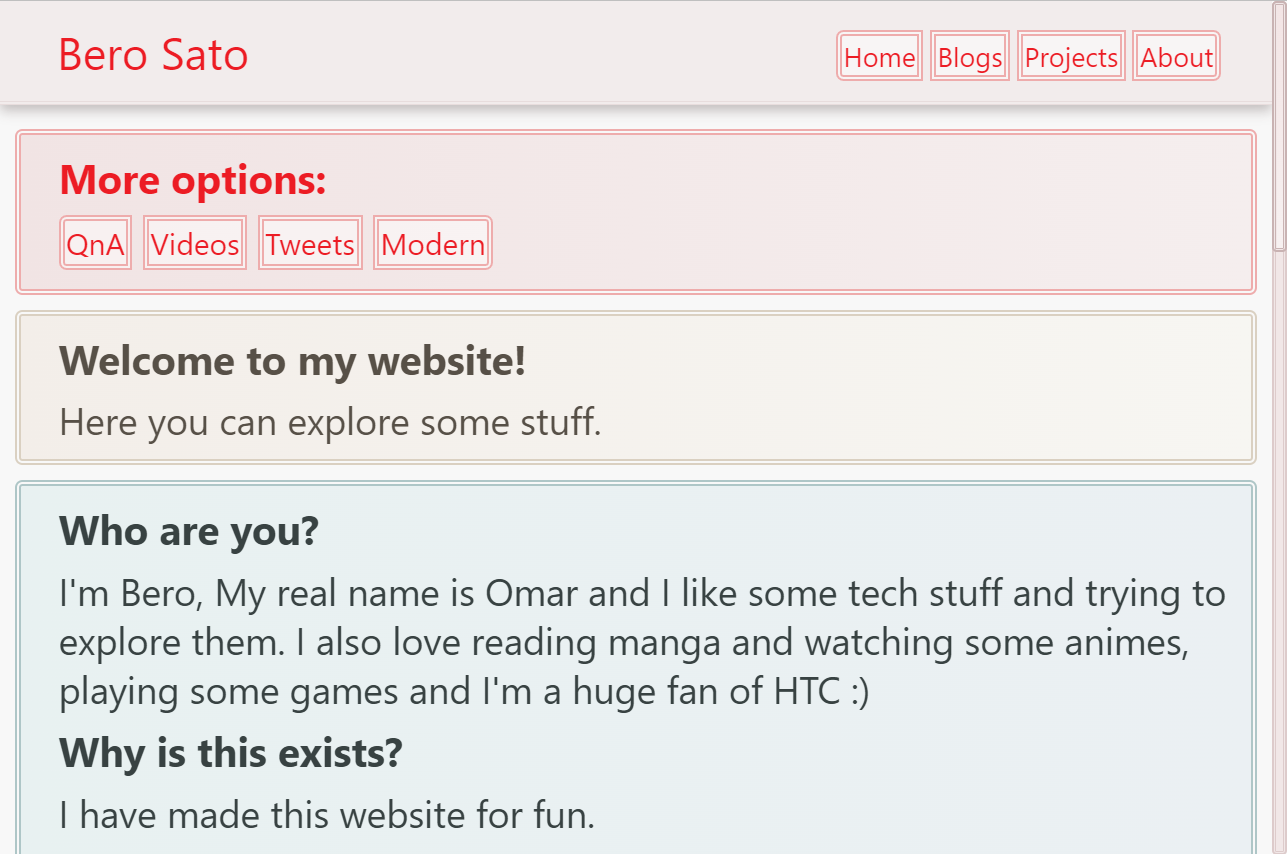 Bero Sato
Home Blogs Projects About
More options:
QnA Videos Tweets Modern
Welcome to my website!
Here you can explore some stuff.
Who are you?
I'm Bero, My real name is Omar and I like some tech stuff and trying to
explore them. I also love reading manga and watching some animes,
playing some games and I'm a huge fan of HTC :)
Why is this exists?
I have made this website for fun.